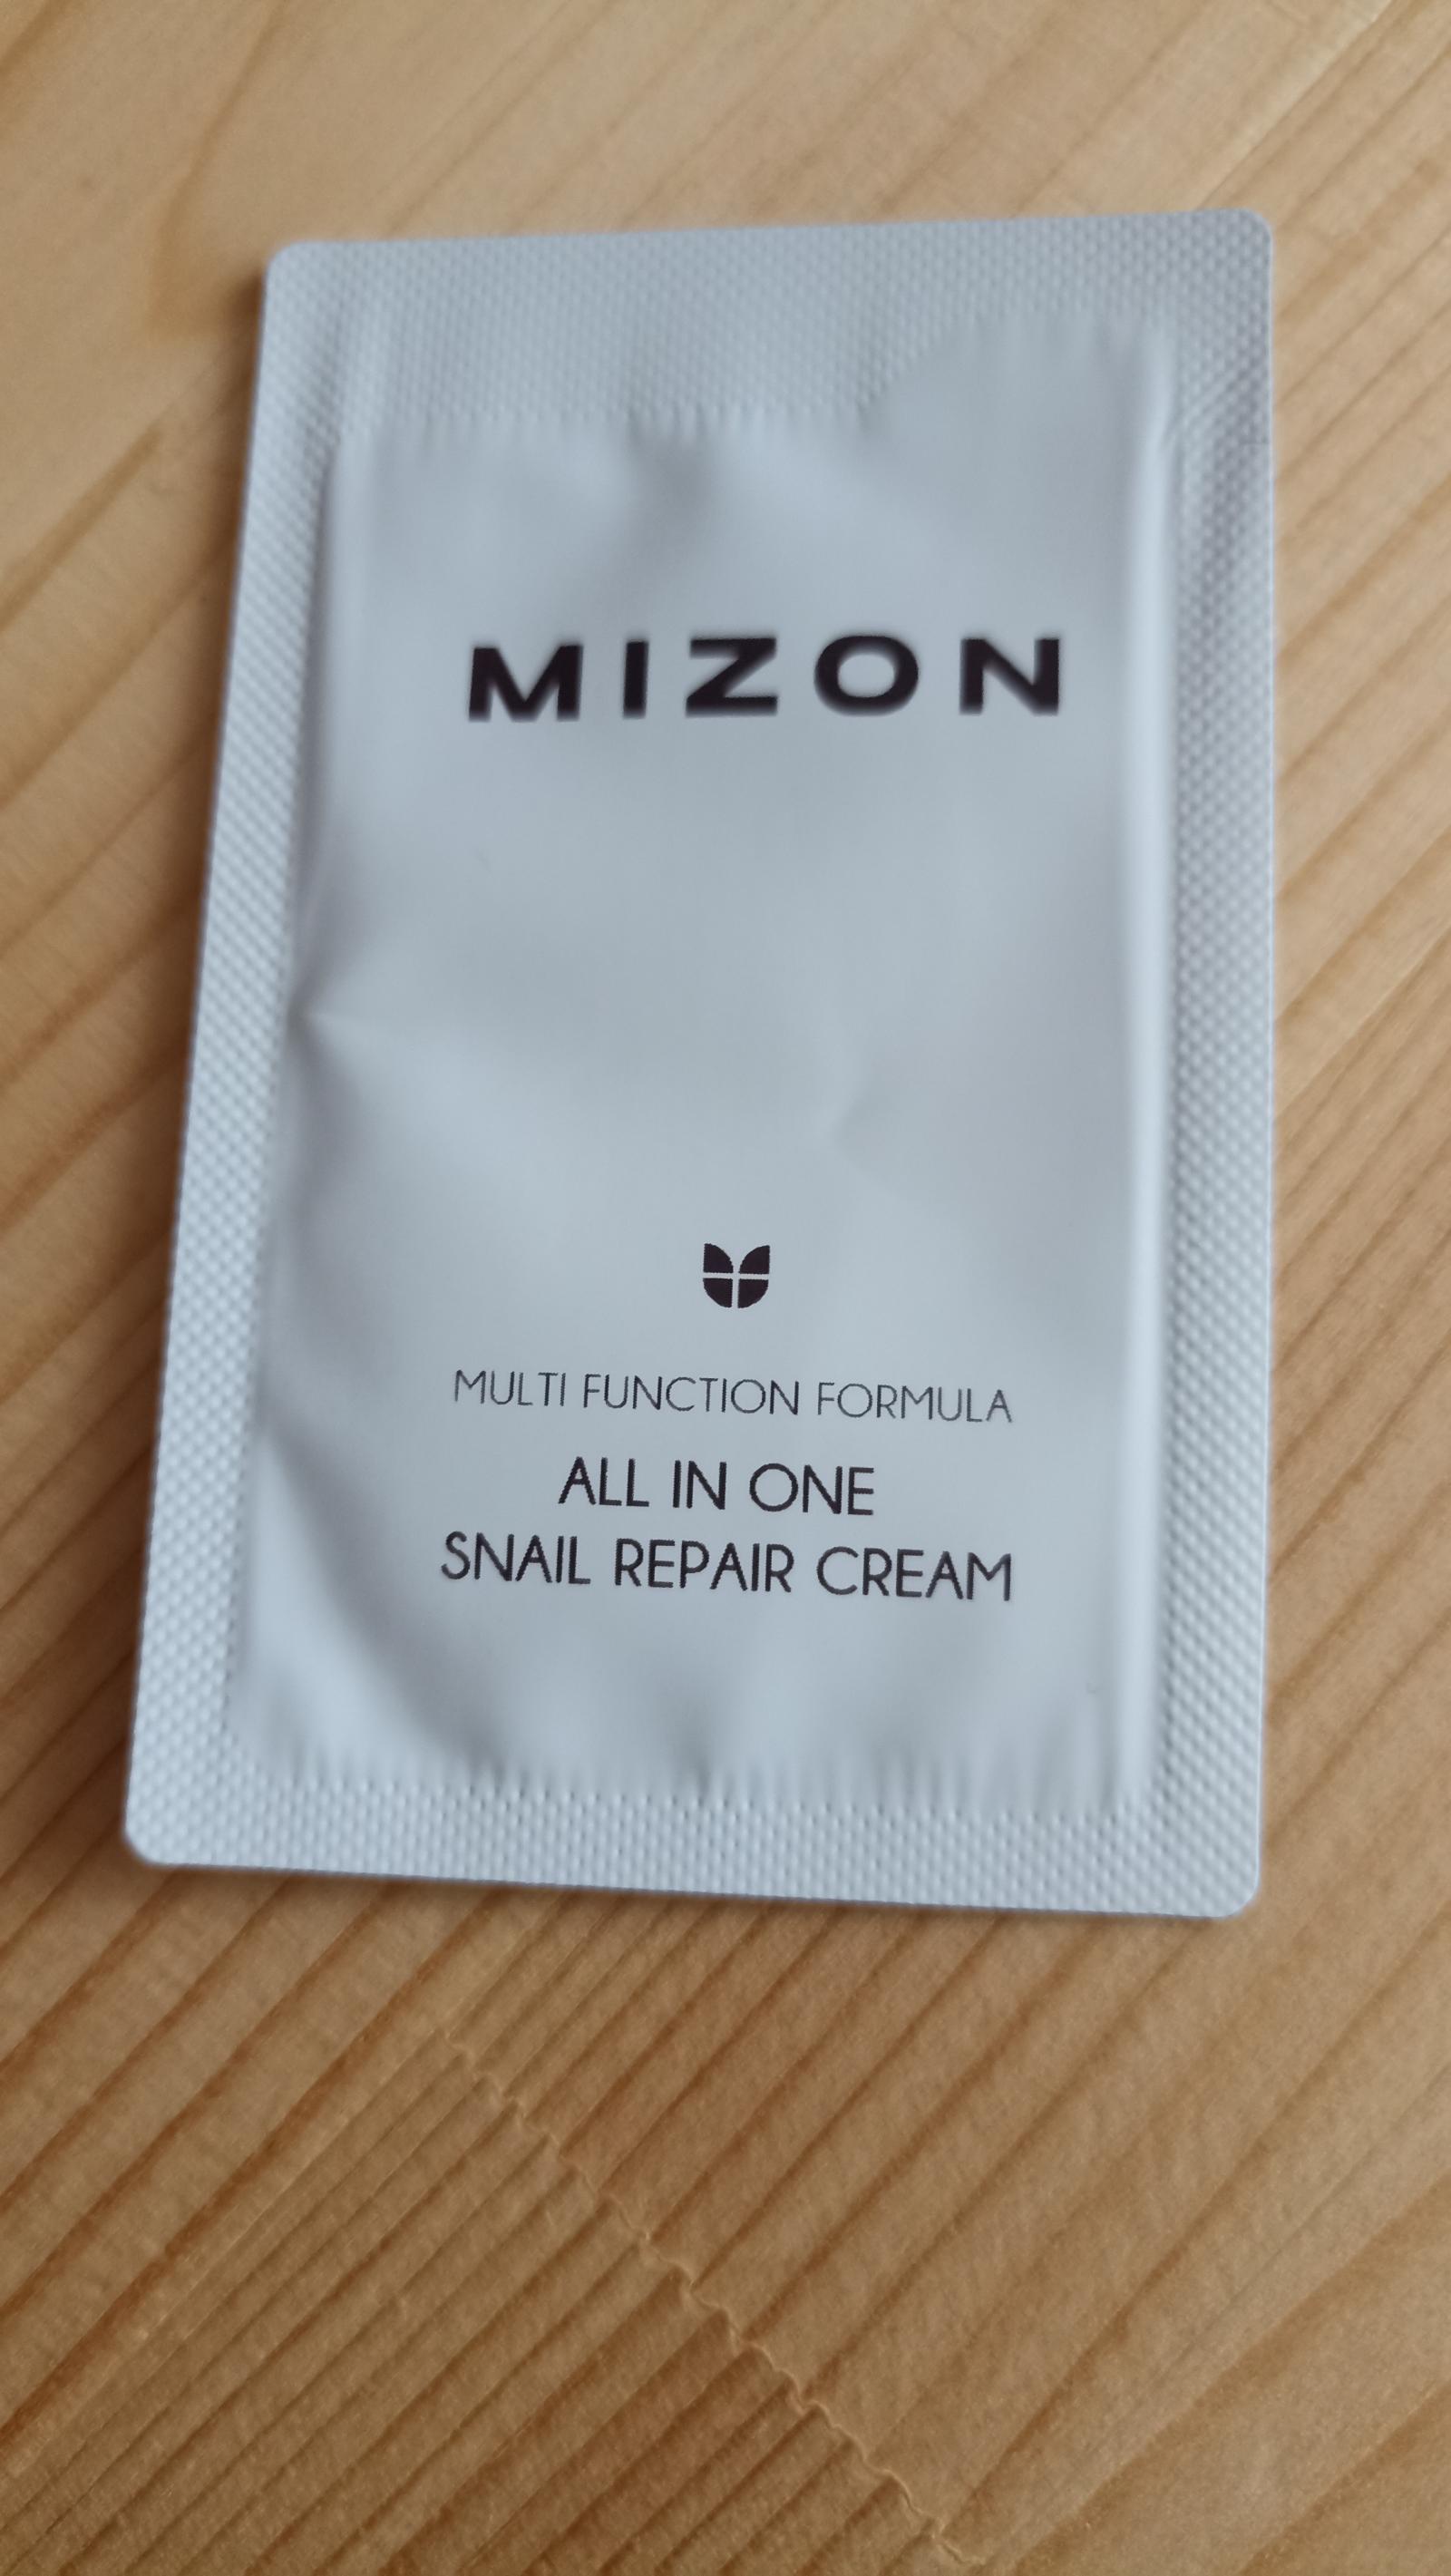 MIZON
MULTI FUNCTION FORMULA
ALL IN ONE
SNAIL REPAIR CREAM